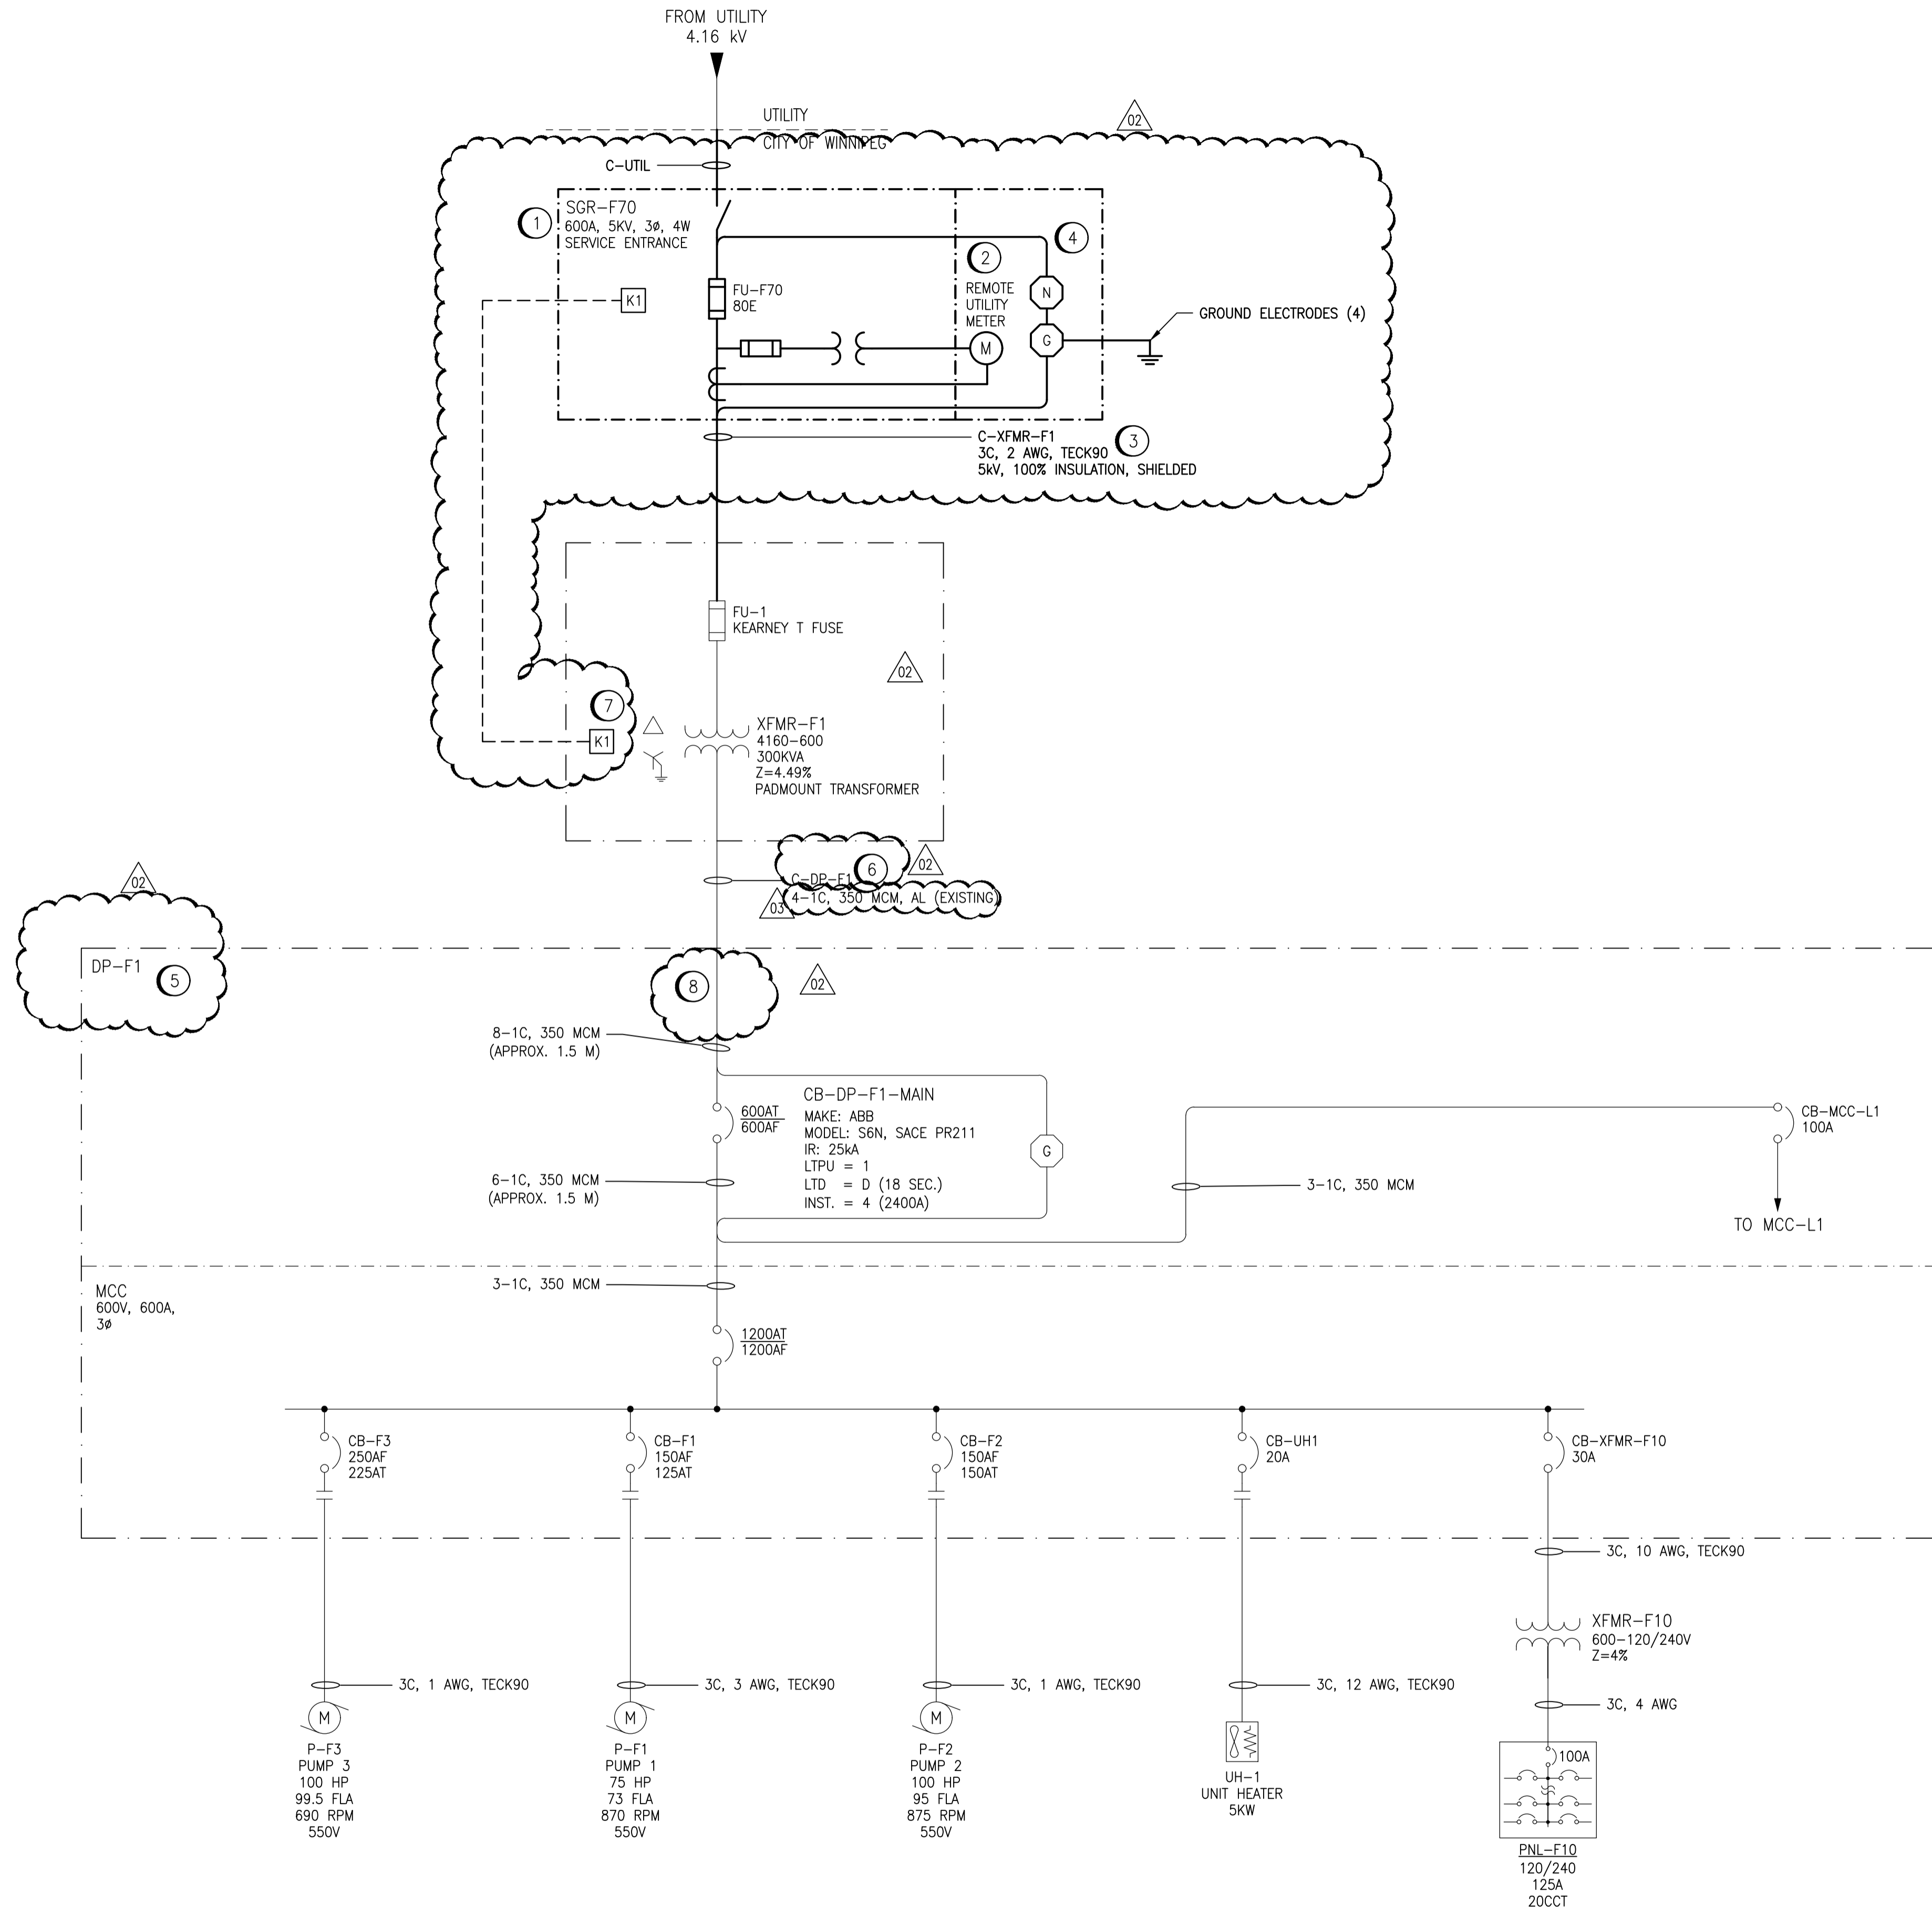 FROM UTILITY
4.16 kV
UTILITY
CITY OF WINNIPEG
02
C-UTIL
1
SGR-F70
600A, 5KV, 3ø, 4W
SERVICE ENTRANCE
K1
FU-F70
80E
2
REMOTE
UTILITY
METER
M
4
N
G
GROUND ELECTRODES (4)
C-XFMR-F1
3C, 2 AWG, TECK90
5kV, 100% INSULATION, SHIELDED
3
FU-1
KEARNEY T FUSE
02
7
K1
XFMR-F1
4160-600
300KVA
Z=4.49%
PADMOUNT TRANSFORMER
6
02
C-DP-F1
4-1C, 350 MCM, AL (EXISTING)
03
02
DP-F1
5
8
02
8-1C, 350 MCM
(APPROX. 1.5 M)
600AT
600AF
CB-DP-F1-MAIN
MAKE: ABB
MODEL: S6N, SACE PR211
IR: 25kA
LTPU = 1
LTD = D (18 SEC.)
INST. = 4 (2400A)
G
6-1C, 350 MCM
(APPROX. 1.5 M)
3-1C, 350 MCM
CB-MCC-L1
100A
TO MCC-L1
MCC
600V, 600A,
3ø
3-1C, 350 MCM
1200AT
1200AF
CB-F3
250AF
225AT
CB-F1
150AF
125AT
CB-F2
150AF
150AT
CB-UH1
20A
CB-XFMR-F10
30A
3C, 10 AWG, TECK90
XFMR-F10
600-120/240V
Z=4%
3C, 1 AWG, TECK90
3C, 3 AWG, TECK90
3C, 1 AWG, TECK90
3C, 12 AWG, TECK90
3C, 4 AWG
M
P-F3
PUMP 3
100 HP
99.5 FLA
690 RPM
550V
M
P-F1
PUMP 1
75 HP
73 FLA
870 RPM
550V
M
P-F2
PUMP 2
100 HP
95 FLA
875 RPM
550V
UH-1
UNIT HEATER
5KW
100A
PNL-F10
120/240
125A
20CCT